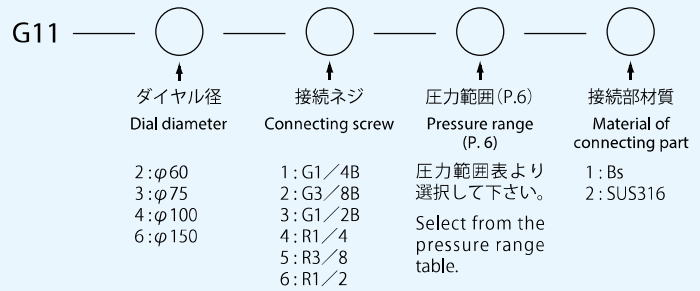 G11
ダイヤル径
Dial diameter
2:φ60
3:φ75
4:φ100
6:φ150
接続ネジ
Connecting screw
1:G1／4B
2:G3／8B
3:G1／2B
4:R1／4
5:R3／8
6:R1／2
圧力範囲(P.6)
Pressure range
(P. 6)
圧力範囲表より
選択して下さい。
Select from the
pressure range
table.
接続部材質
Material of
connecting part
1:Bs
2:SUS316